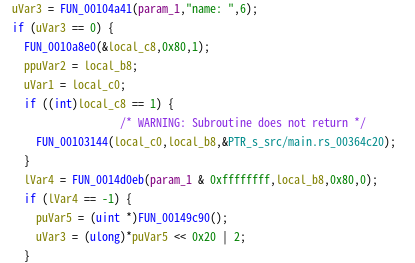 uVar3 = FUN_00104a41(param_1,"name: ",6);
if (uVar3 == 0) {
FUN_0010a8e0(&local_c8,0x80,1);
ppuVar2 = local_b8;
uVar1 = local_c0;
if ((int)local_c8 == 1) {
/* WARNING: Subroutine does not return */
FUN_00103144(local_c0,local_b8,&PTR_s_src/main.rs_00364c20);
}
lVar4 = FUN_0014d0eb(param_1 & 0xffffffff,local_b8,0x80,0);
if (lVar4 == -1) {
puVar5 = (uint *)FUN_00149c90();
uVar3 = (ulong)*puVar5 << 0x20 | 2;
}